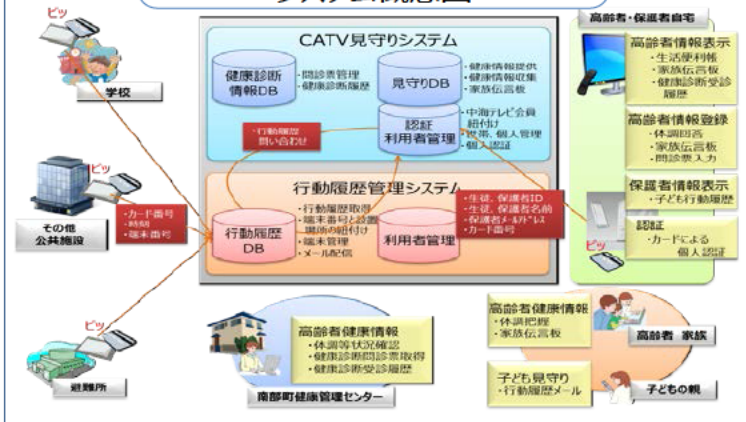 システム概念図
ピッ
学校
ピッ
その他
公共施設
・カード番号
・時刻
・端末番号
ピッ
避難所
CATV見守りシステム
健康診断
情報DB
・問診票管理
・健康診断履歴
見守りDB
・健康情報提供
・健康情報収集
・家族伝言板
認証
利用者管理
・中海テレビ会員
紐付け
・世帯、個人管理
・個人認証
・行動履歴
問い合わせ
行動履歴管理システム
行動履歴
DB
・行動履歴取得
・端末番号と設置
場所の紐付け
・端末管理
・メール配信
利用者管理
・生徒、保護者ID
・生徒、保護者名前
・保護者メールアドレス
・カード番号
高齢者・保護者自宅
高齢者情報表示
・生活便利帳
・家族伝言板
・健康診断受診
履歴
高齢者情報登録
・体調回答
・家族伝言板
・問診票入力
保護者情報表示
・子ども行動履歴
認証
・カードによる
個人認証
ピッ
高齢者健康情報
・体調等状況確認
・健康診断問診票取得
・健康診断受診履歴
南部町健康管理センター
高齢者健康情報
・体調把握
・家族伝言板
高齢者 家族
子ども見守り
・行動履歴メール
子どもの親